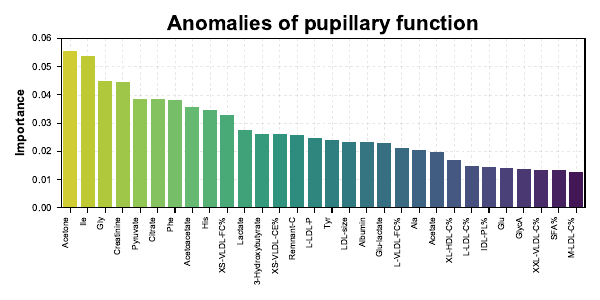 Anomalies of pupillary function
0.06
0.05
0.04
0.03
0.02
0.01
0.00
Importance
Acetone
Ile
Gly
Creatinine
Pyruvate
Citrate
Phe
Acetoacetate
His
XS-VLDL-FC%
Lactate
3-Hydroxybutyrate
XS-VLDL-CE%
Remnant-C
L-LDL-P
Tyr
LDL-size
Albumin
Glu-lactate
L-VLDL-FC%
Ala
Acetate
XL-HDL-C%
L-LDL-C%
IDL-PL%
Glu
GlycA
XXL-VLDL-C%
SFA%
M-LDL-C%